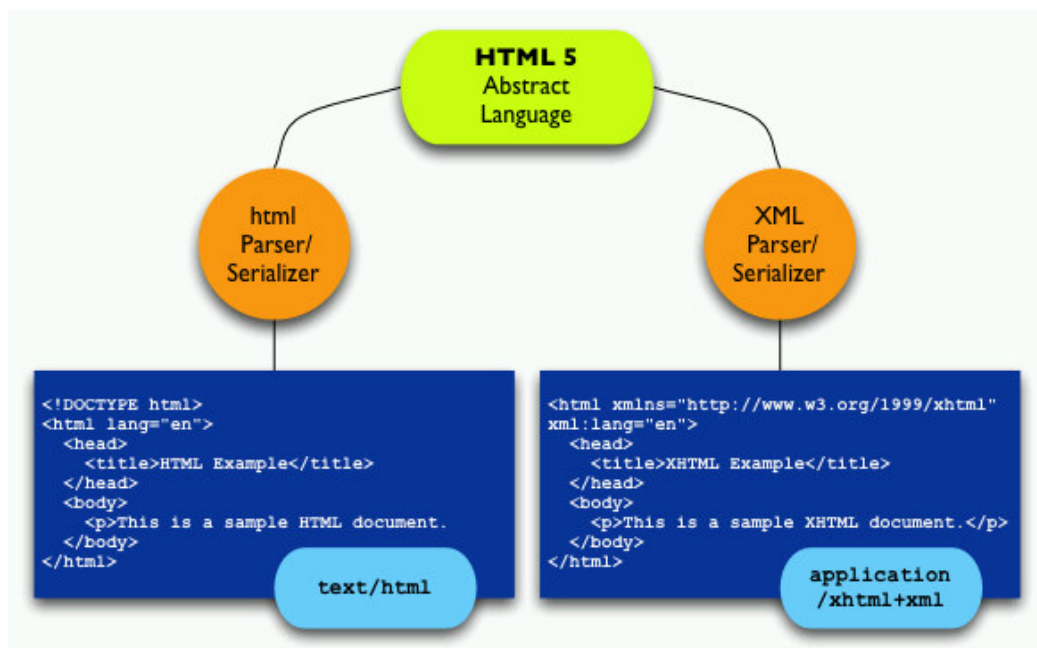 HTML 5
Abstract
Language
html
Parser/
Serializer
XML
Parser/
Serializer
<!DOCTYPE html>
<html lang="en">
  <head>
    <title>HTML Example</title>
  </head>
  <body>
    <p>This is a sample HTML document.
  </body>
</html>
text/html
<html xmlns="http://www.w3.org/1999/xhtml"
xml:lang="en">
  <head>
    <title>XHTML Example</title>
  </head>
  <body>
    <p>This is a sample XHTML document.</p>
  </body>
</html>
application
/xhtml+xml